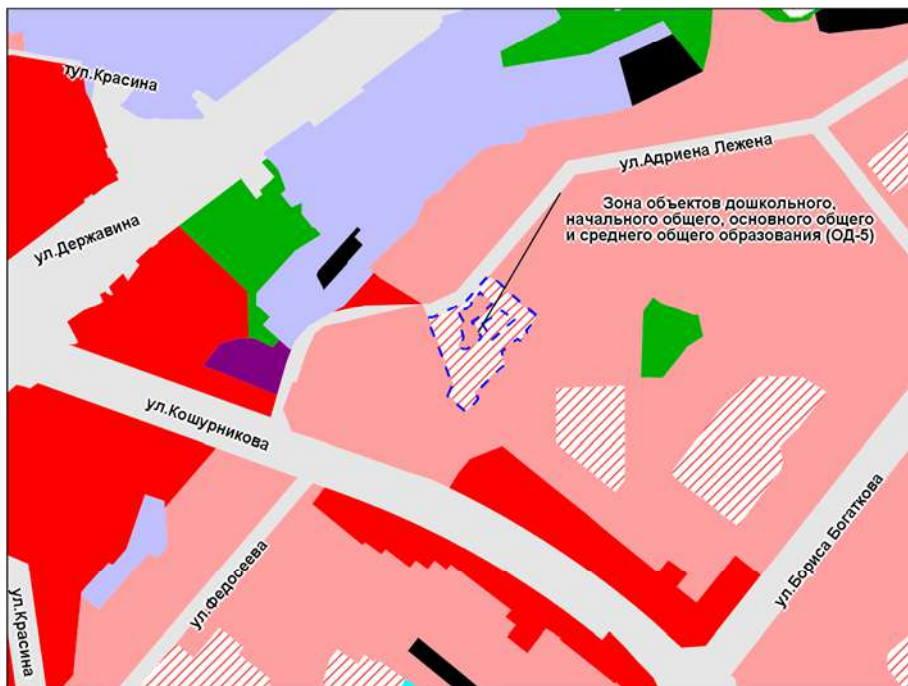 тул.Красина
ул.Адриена Лежена
Зона объектов дошкольного,
начального общего, основного общего
и среднего общего образования (ОД-5)
ул.Державина
ул.Кошурникова
ул.Бориса Богаткова
ул.Федосеева
ул.Красина